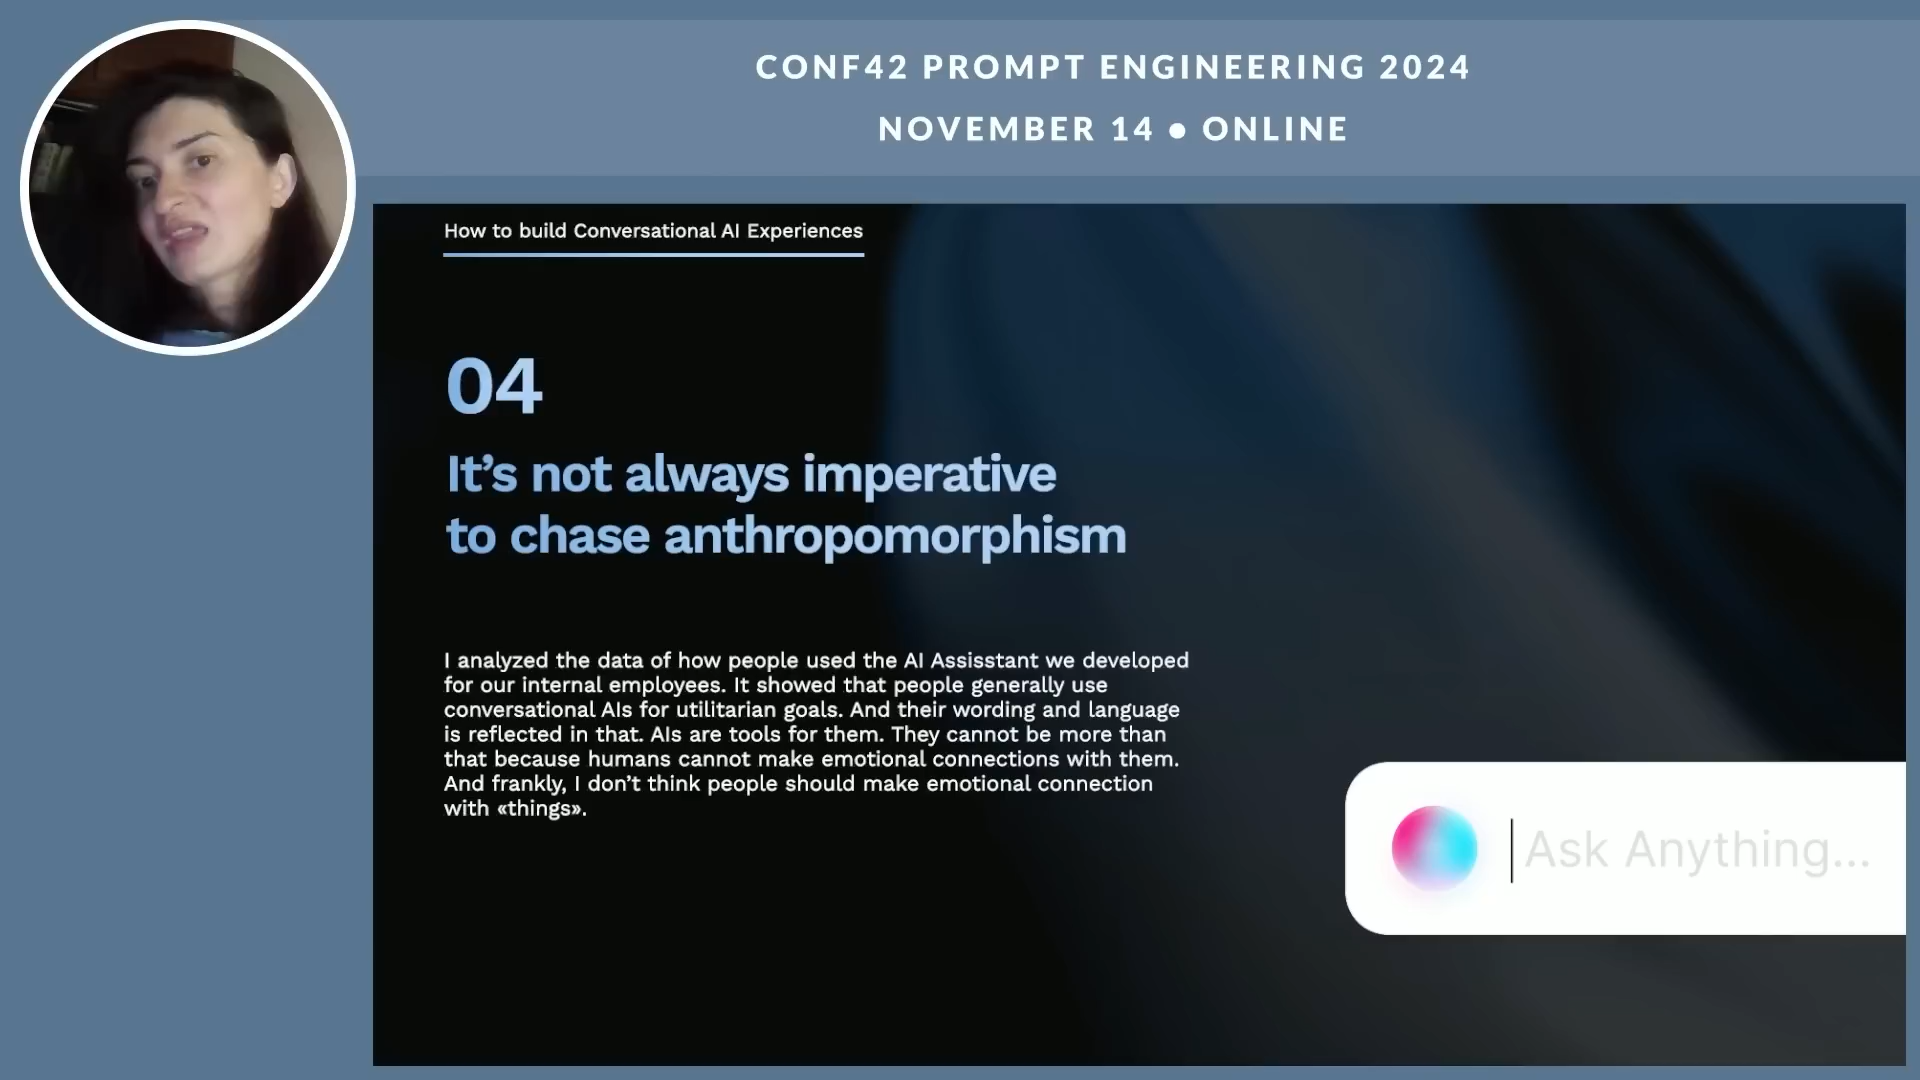 CONF42 PROMPT ENGINEERING 2024
NOVEMBER 14 ● ONLINE
How to build Conversational AI Experiences
04
It’s not always imperative
to chase anthropomorphism
I analyzed the data of how people used the AI Assisstant we developed
for our internal employees. It showed that people generally use
conversational AIs for utilitarian goals. And their wording and language
is reflected in that. AIs are tools for them. They cannot be more than
that because humans cannot make emotional connections with them.
And frankly, I don’t think people should make emotional connection
with «things».
Ask Anything...